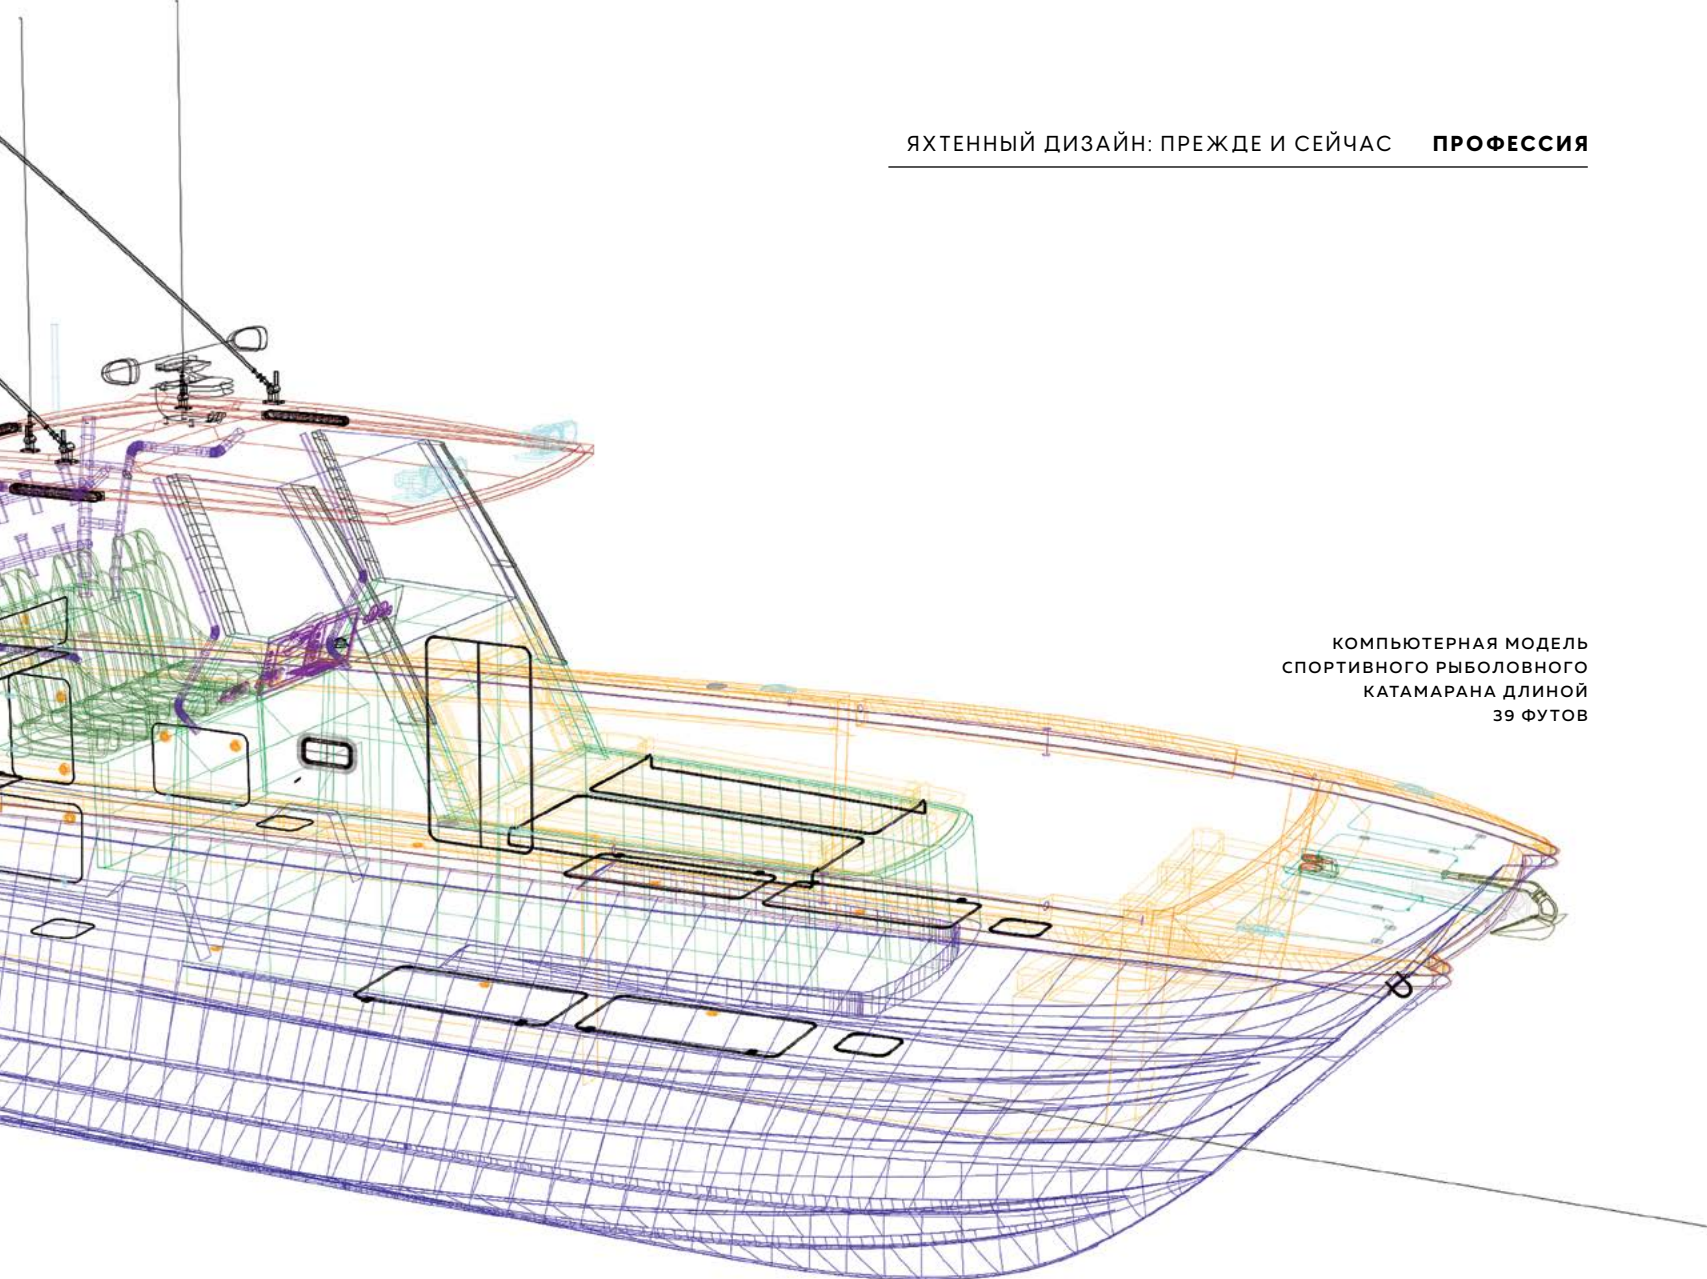 ЯХТЕННЫЙ ДИЗАЙН: ПРЕЖДЕ И СЕЙЧАС ПРОФЕССИЯ
КОМПЬЮТЕРНАЯ МОДЕЛЬ
СПОРТИВНОГО РЫБОЛОВНОГО
КАТАМАРАНА ДЛИНОЙ
39 ФУТОВ